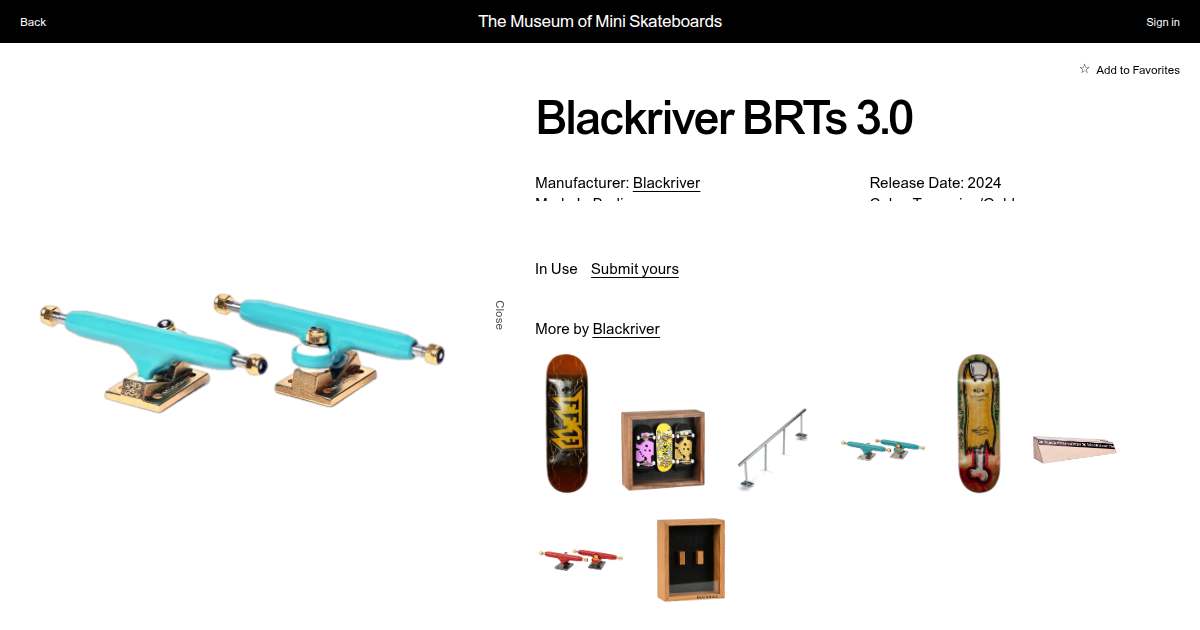 Back
The Museum of Mini Skateboards
Sign in
☆ Add to Favorites
Blackriver BRTs 3.0
Manufacturer: Blackriver
Release Date: 2024
In Use Submit yours
Close
More by Blackriver